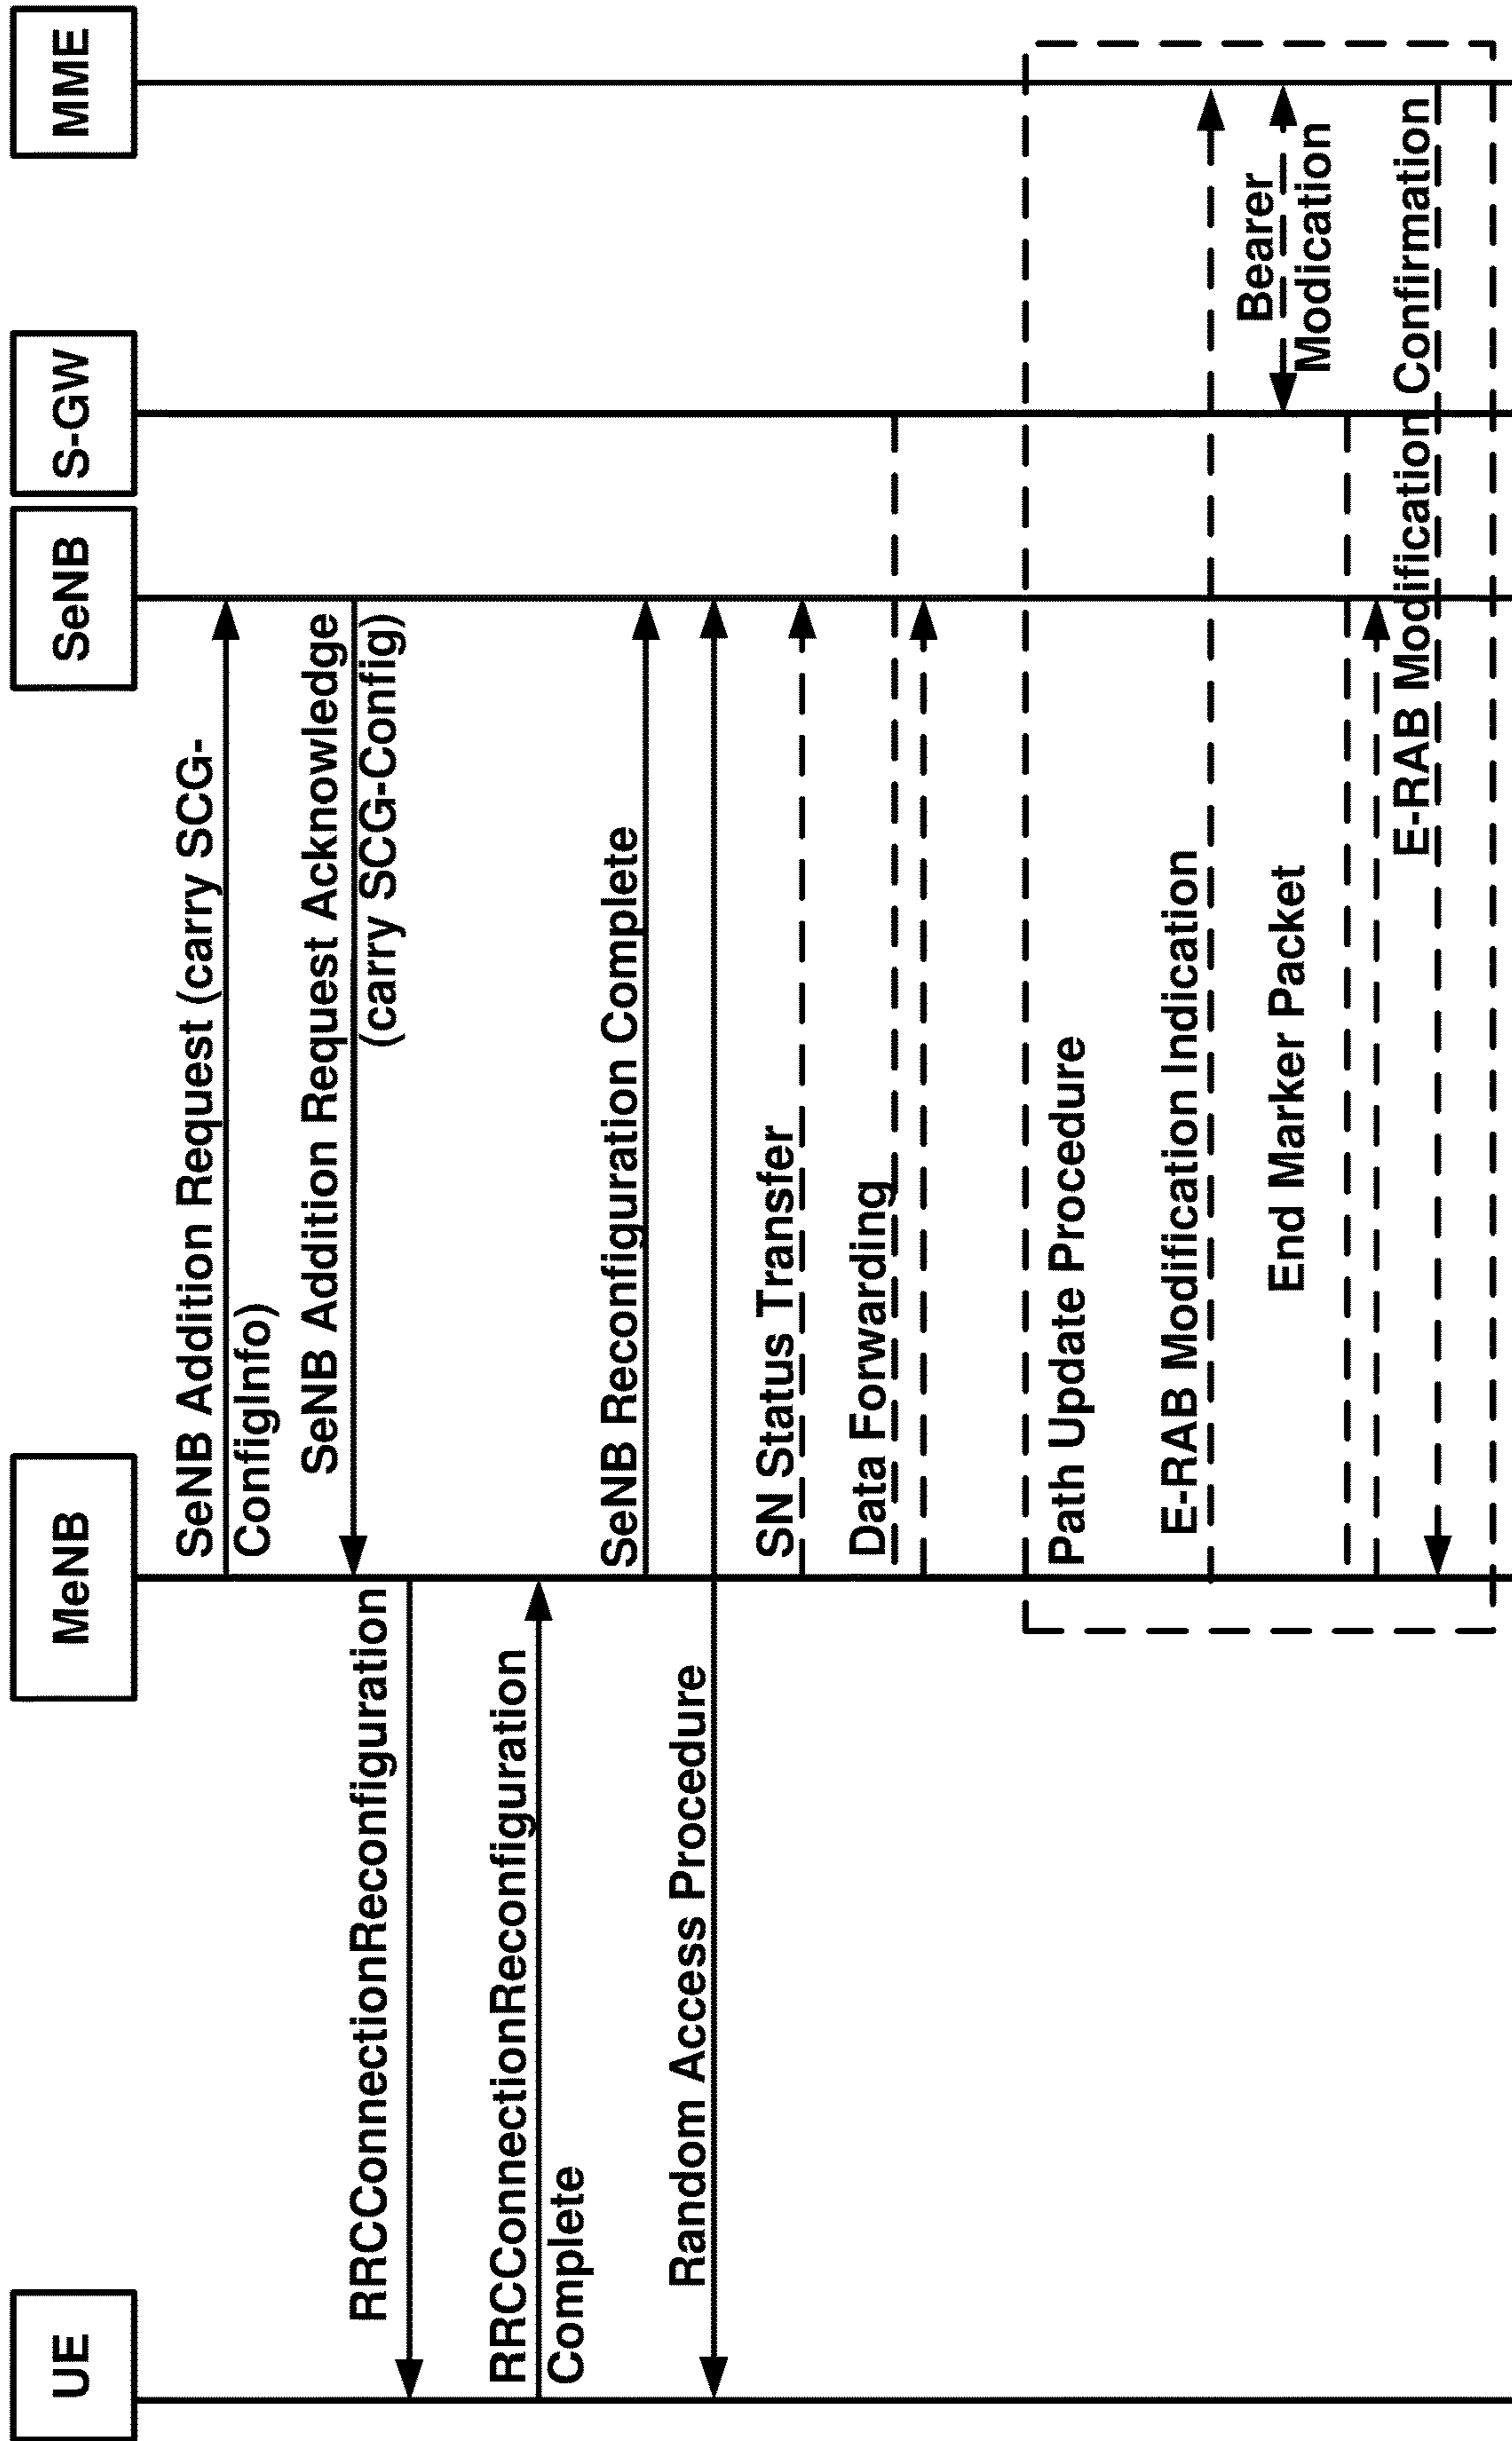 UE
MeNB
SeNB
S-GW
MME
SeNB Addition Request (carry SCG-
ConfigInfo)
SeNB Addition Request Acknowledge
(carry SCG-Config)
RRCConnectionReconfiguration
RRCConnectionReconfiguration
Complete
SeNB Reconfiguration Complete
Random Access Procedure
SN Status Transfer
Data Forwarding
Path Update Procedure
E-RAB Modification Indication
Bearer
Modication
End Marker Packet
E-RAB Modification Confirmation